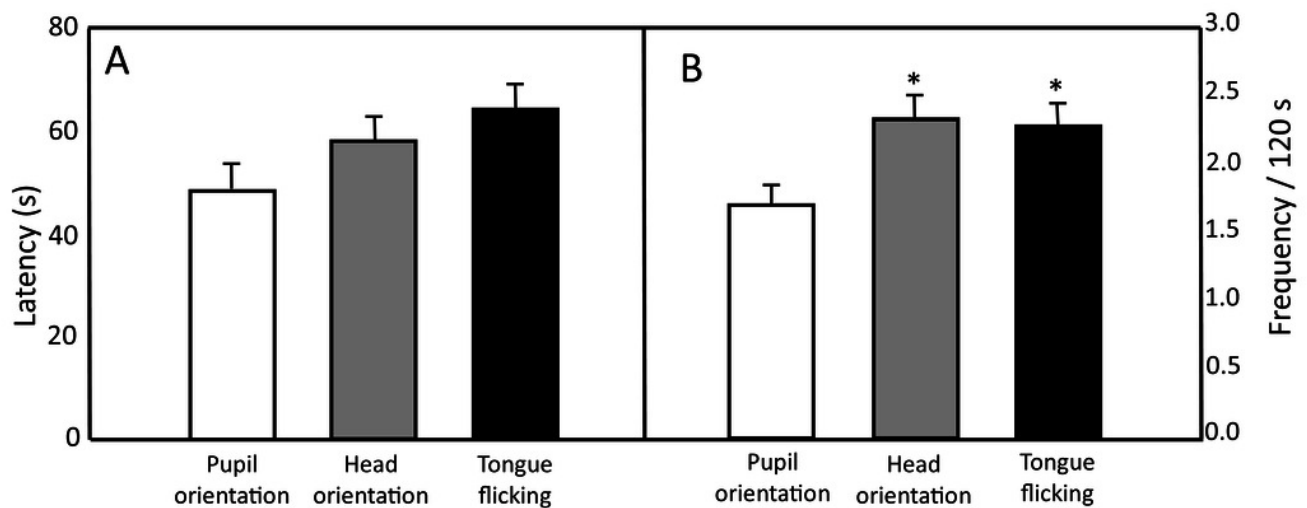 A
B
Latency (s)
80
60
40
20
0
*
*
3.0
2.5
2.0
1.5
1.0
0.5
0.0
Frequency / 120 s
Pupil
orientation
Head
orientation
Tongue
flicking
Pupil
orientation
Head
orientation
Tongue
flicking